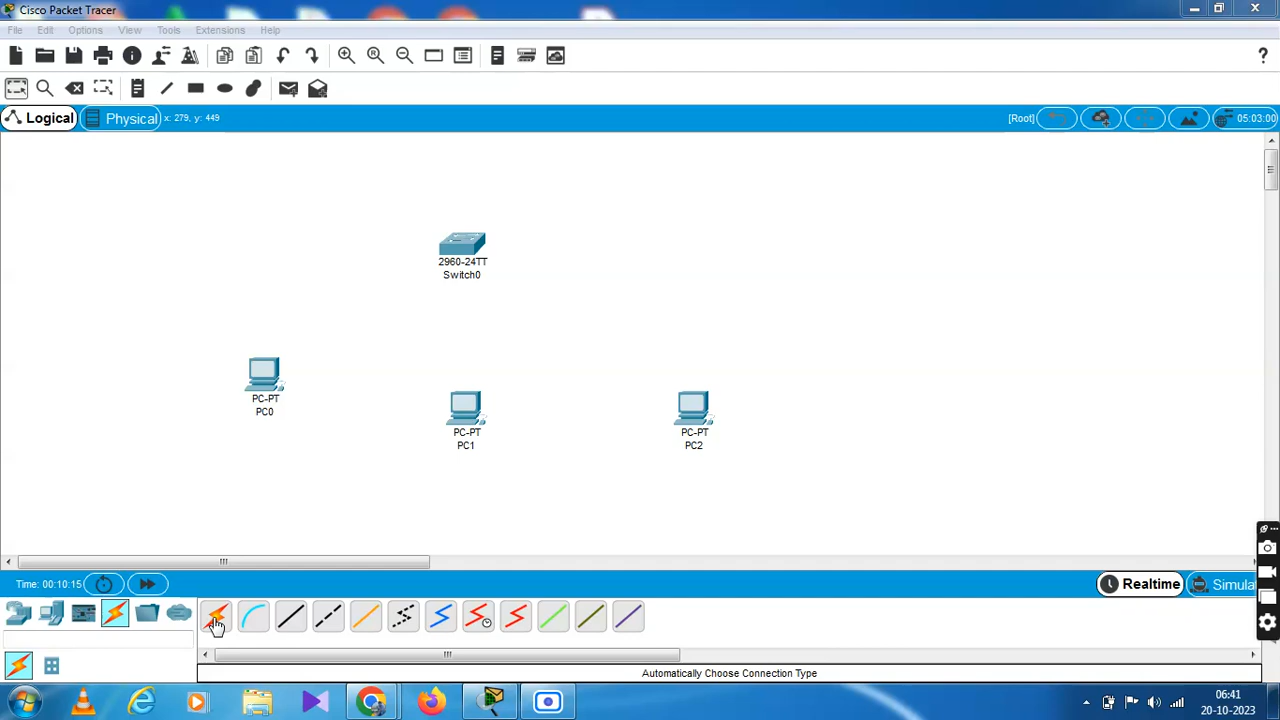 Cisco Packet Tracer
File Edit Options View Tools Extensions Help
Logical Physical x: 279, y: 449 [Root] 05:03:00
2960-24TT
Switch0
PC-PT
PC0
PC-PT
PC1
PC-PT
PC2
Time: 00:10:15 Realtime Simula
Automatically Choose Connection Type
06:41
20-10-2023